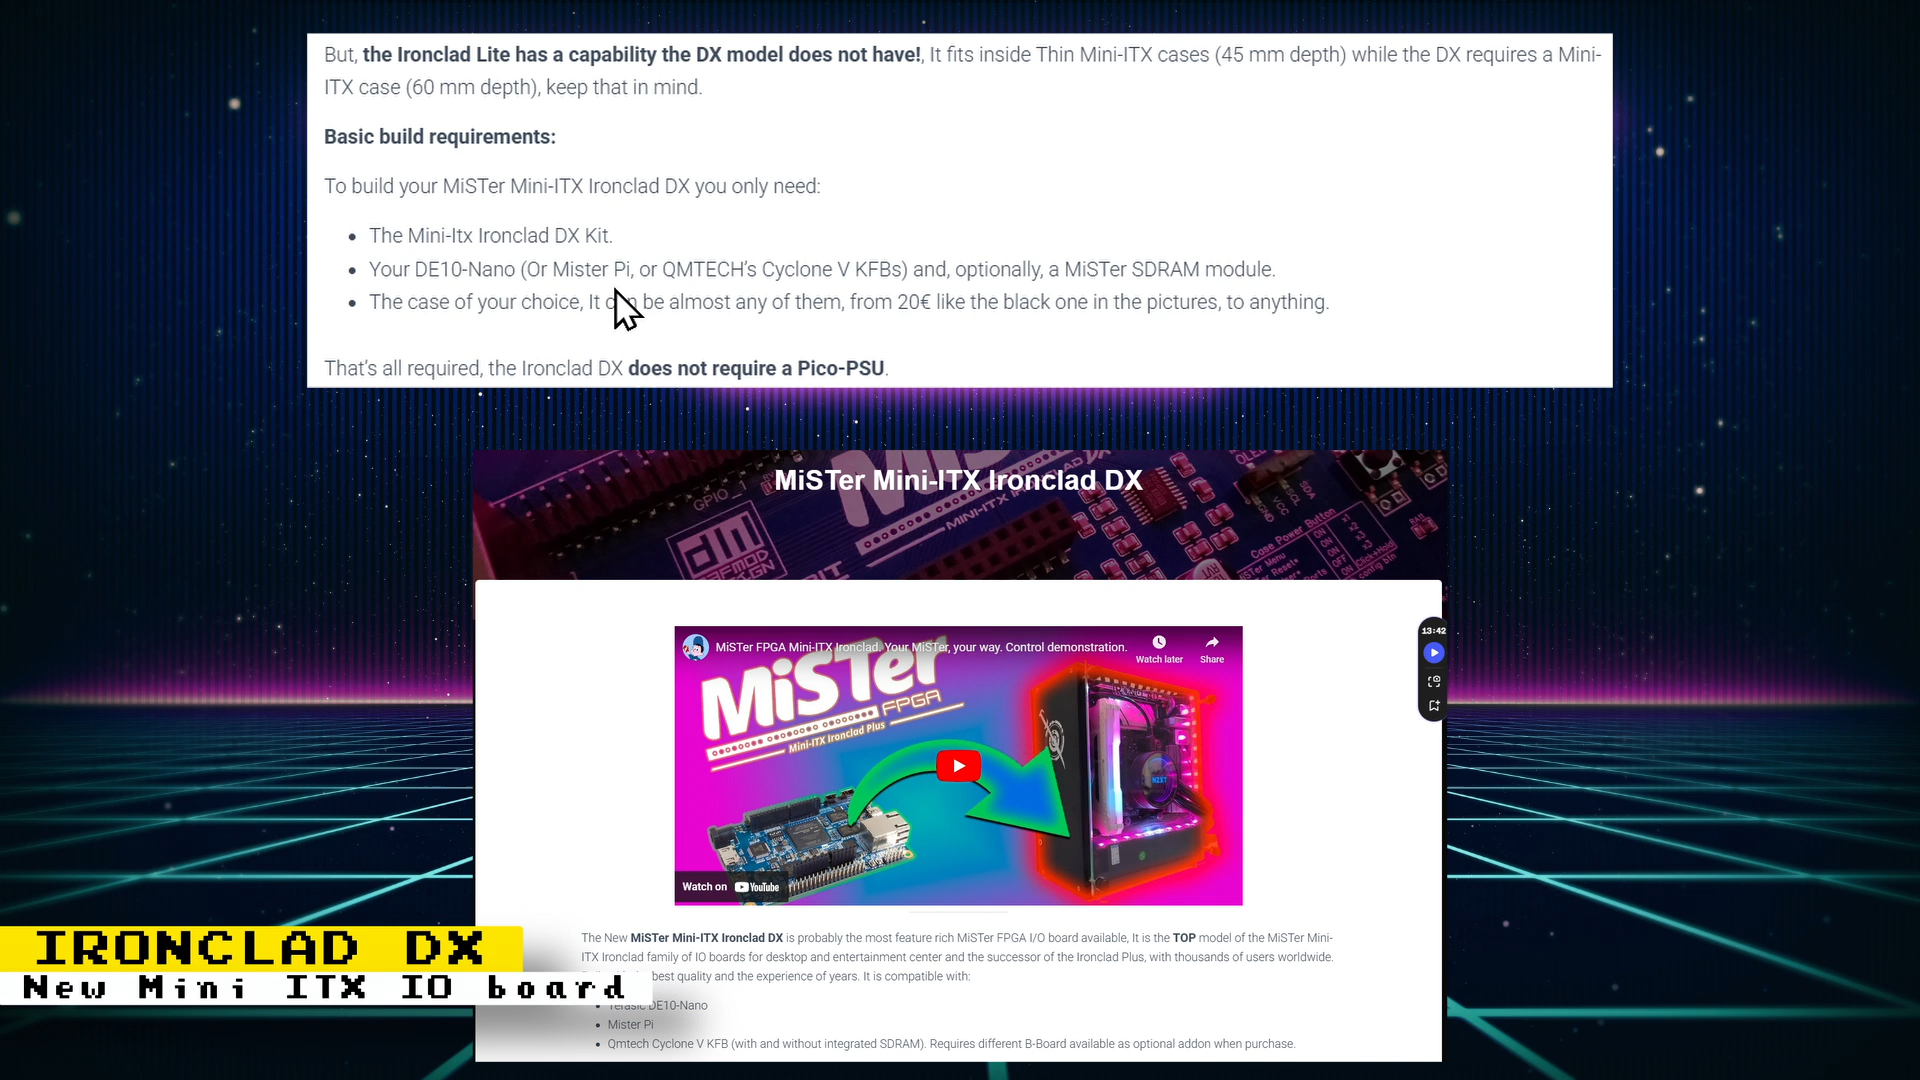 But, the Ironclad Lite has a capability the DX model does not have!, It fits inside Thin Mini-ITX cases (45 mm depth) while the DX requires a Mini-
ITX case (60 mm depth), keep that in mind.
Basic build requirements:
To build your MiSTer Mini-ITX Ironclad DX you only need:
The Mini-Itx Ironclad DX Kit.
Your DE10-Nano (Or Mister Pi, or QMTECH's Cyclone V KFBs) and, optionally, a MiSTer SDRAM module.
The case of your choice, It can be almost any of them, from 20€ like the black one in the pictures, to anything.
That's all required, the Ironclad DX does not require a Pico-PSU.
GPIO_1
MINI-ITX
Case Power Button
MiSTer Mini-ITX Ironclad DX
13:42
MiSTer FPGA Mini-ITX Ironclad. Your MiSTer, your way. Control demonstration.
Watch later
Share
MiSTer
FPGA
Mini-ITX Ironclad Plus
Watch on YouTube
The New MiSTer Mini-ITX Ironclad DX is probably the most feature rich MiSTer FPGA I/O board available, It is the TOP model of the MiSTer Mini-
ITX Ironclad family of IO boards for desktop and entertainment center and the successor of the Ironclad Plus, with thousands of users worldwide.
best quality and the experience of years. It is compatible with:
Terasic DE10-Nano
Mister Pi
Qmtech Cyclone V KFB (with and without integrated SDRAM). Requires different B-Board available as optional addon when purchase.
IRONCLAD DX
New Mini ITX IO board